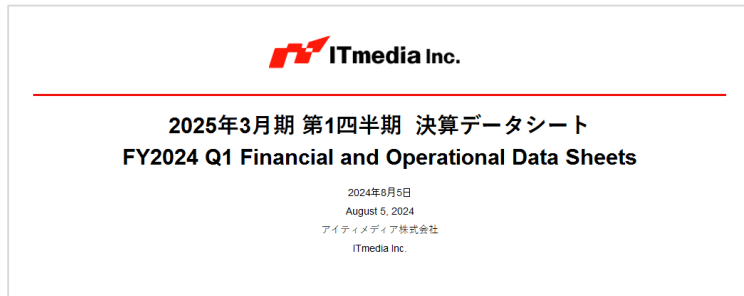 ITmedia Inc.
2025年3月期 第1四半期 決算データシート
FY2024 Q1 Financial and Operational Data Sheets
2024年8月5日
August 5, 2024
アイティメディア株式会社
ITmedia Inc.